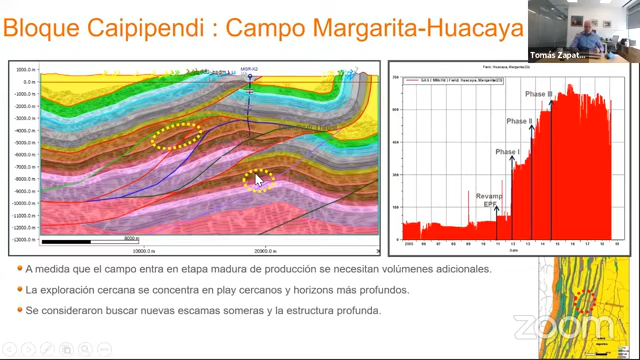 Bloque Caipipendi : Campo Margarita-Huacaya
Tomás Zapat...
MGR-X2
1000.0 m
0.0 m
-1000.0 m
-2000.0 m
-3000.0 m
-4000.0 m
-5000.0 m
-6000.0 m
-7000.0 m
-8000.0 m
-9000.0 m
-10000.0 m
-11000.0 m
-12000.0 m
-13000.0 m
10000.0 m
20000.0 m
Phase III
Phase II
Phase I
Revamp
EPF
A medida que el campo entra en etapa madura de producción se necesitan volúmenes adicionales.
La exploración cercana se concentra en play cercanos y horizons más profundos.
Se consideraron buscar nuevas escamas someras y la estructura profunda.
zoom